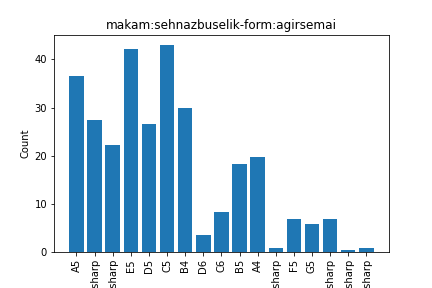 makam:sehnazbuselik-form:agirsemai
Count
40
30
20
10
0
A5
sharp
sharp
E5
D5
C5
B4
D6
C6
B5
A4
sharp
F5
G5
sharp
sharp
sharp